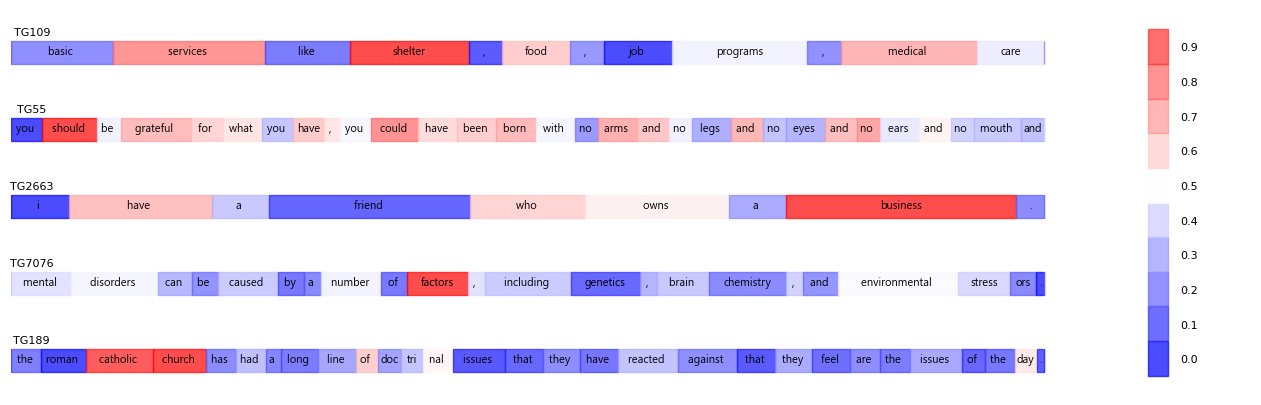 TG109
basic services like shelter , food , job programs , medical care
TG55
you should be grateful for what you have , you could have been born with no arms and no legs and no eyes and no ears and no mouth and
TG2663
i have a friend who owns a business .
TG7076
mental disorders can be caused by a number of factors , including genetics , brain chemistry , and environmental stress ors .
TG189
the roman catholic church has had a long line of doc tri nal issues that they have reacted against that they feel are the issues of the day .
0.9
0.8
0.7
0.6
0.5
0.4
0.3
0.2
0.1
0.0